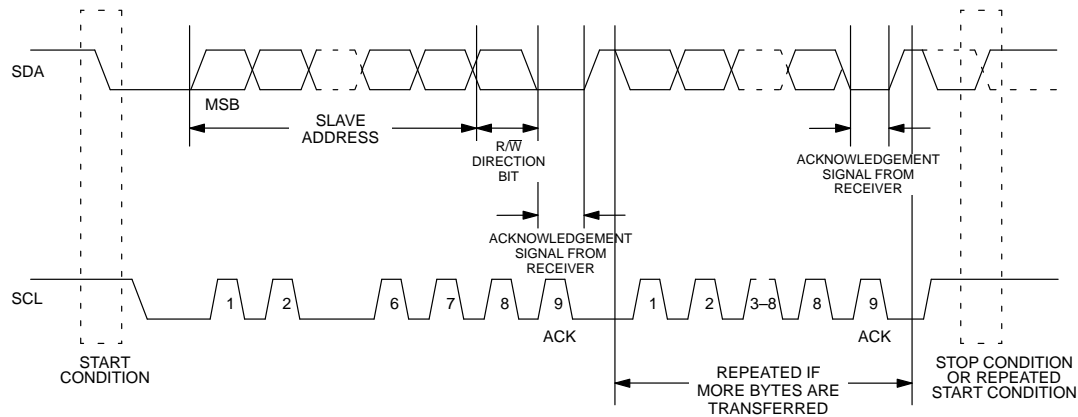 SDA
MSB
SLAVE
ADDRESS
R/W̅
DIRECTION
BIT
ACKNOWLEDGEMENT
SIGNAL FROM
RECEIVER
ACKNOWLEDGEMENT
SIGNAL FROM
RECEIVER
SCL
1
2
6
7
8
9
1
2
3–8
8
9
ACK
ACK
START
CONDITION
REPEATED IF
MORE BYTES ARE
TRANSFERRED
STOP CONDITION
OR REPEATED
START CONDITION